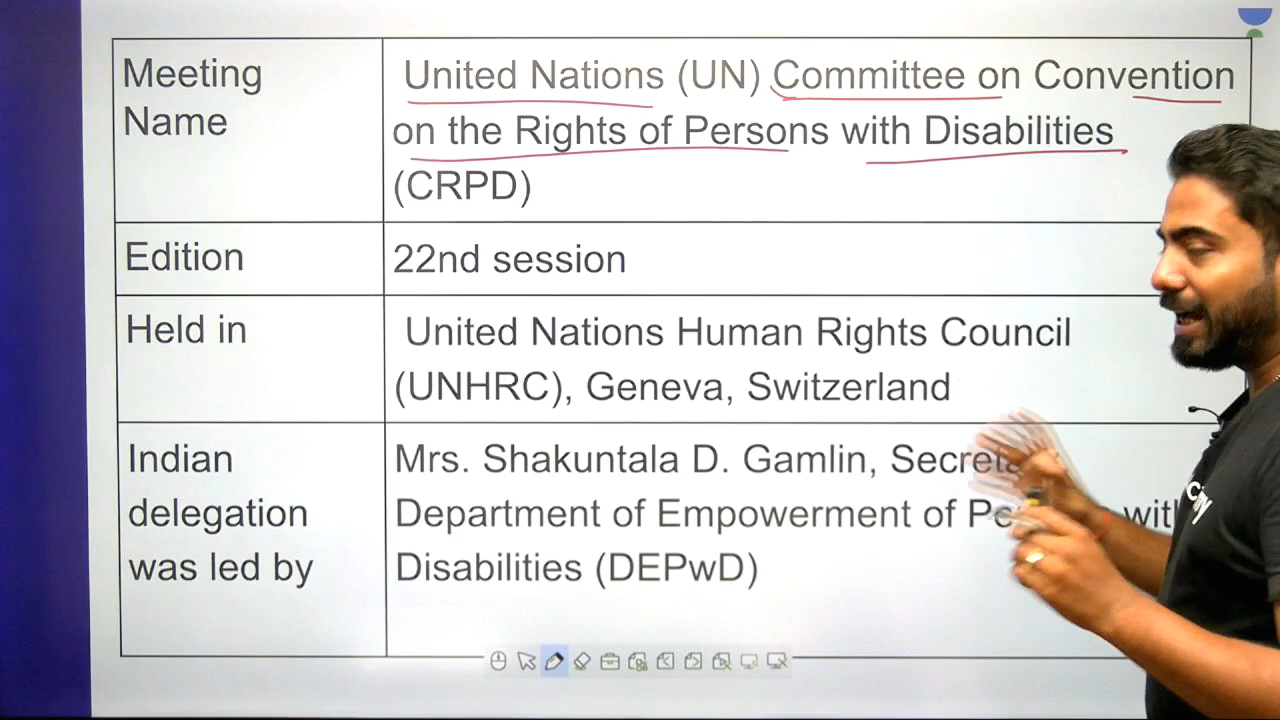 Meeting
Name
United Nations (UN) Committee on Convention
on the Rights of Persons with Disabilities
(CRPD)
Edition
22nd session
Held in
United Nations Human Rights Council
(UNHRC), Geneva, Switzerland
Indian
delegation
was led by
Mrs. Shakuntala D. Gamlin,
Department of Empowerment of with
Disabilities (DEPwD)